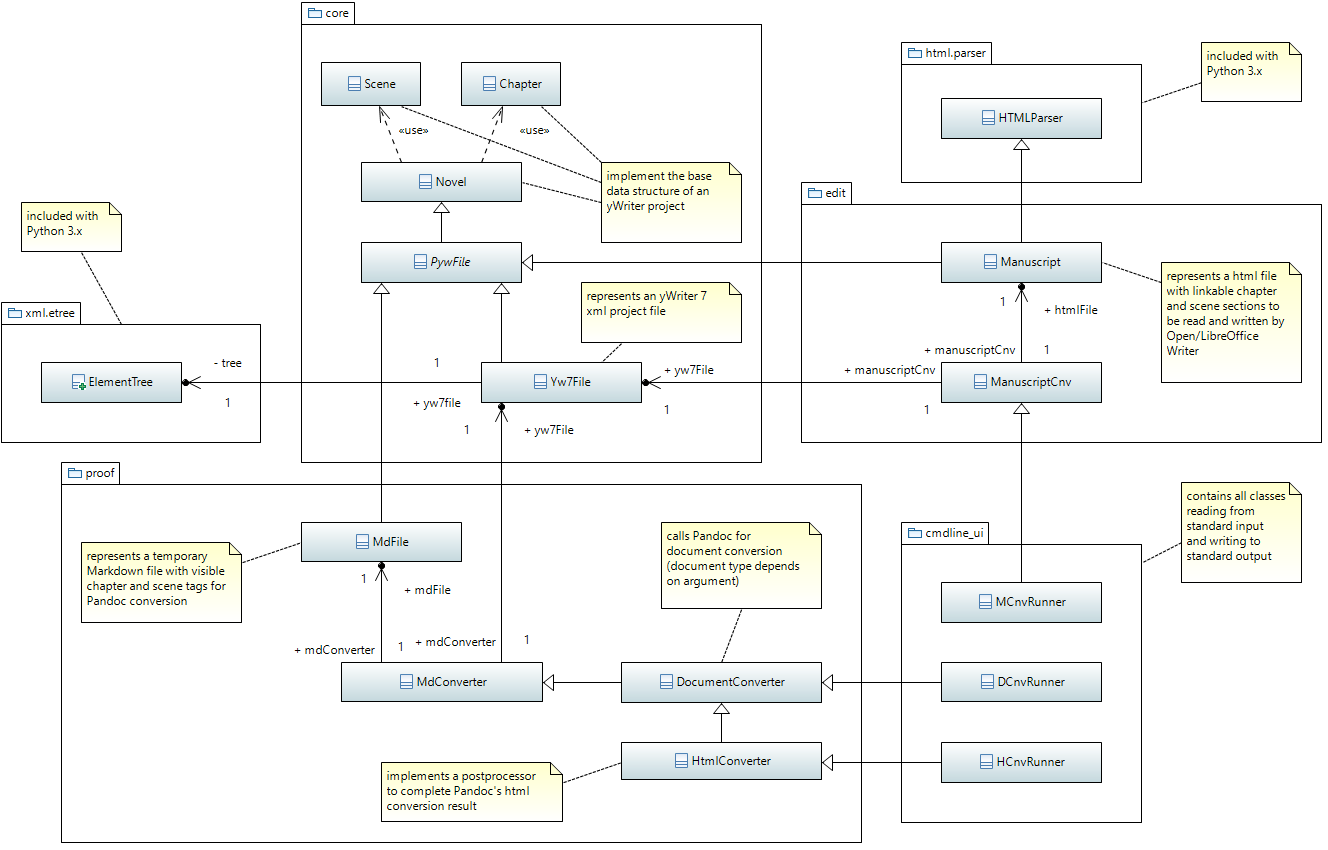 core
Scene
Chapter
«use»
«use»
Novel
implement the base
data structure of an
yWriter project
PywFile
represents an yWriter 7
xml project file
html.parser
HTMLParser
included with
Python 3.x
edit
Manuscript
represents a html file
with linkable chapter
and scene sections to
be read and written by
Open/LibreOffice
Writer
1
+ htmlFile
+ manuscriptCnv
1
ManuscriptCnv
+ manuscriptCnv
1
included with
Python 3.x
xml.etree
ElementTree
- tree
1
1
+ yw7file
Yw7File
+ yw7File
1
1
+ yw7File
proof
MdFile
represents a temporary
Markdown file with visible
chapter and scene tags for
Pandoc conversion
1
+ mdFile
+ mdConverter
1
+ mdConverter
1
MdConverter
calls Pandoc for
document conversion
(document type depends
on argument)
DocumentConverter
HtmlConverter
implements a postprocessor
to complete Pandoc's html
conversion result
cmdline_ui
contains all classes
reading from
standard input
and writing to
standard output
MCnvRunner
DCnvRunner
HCnvRunner